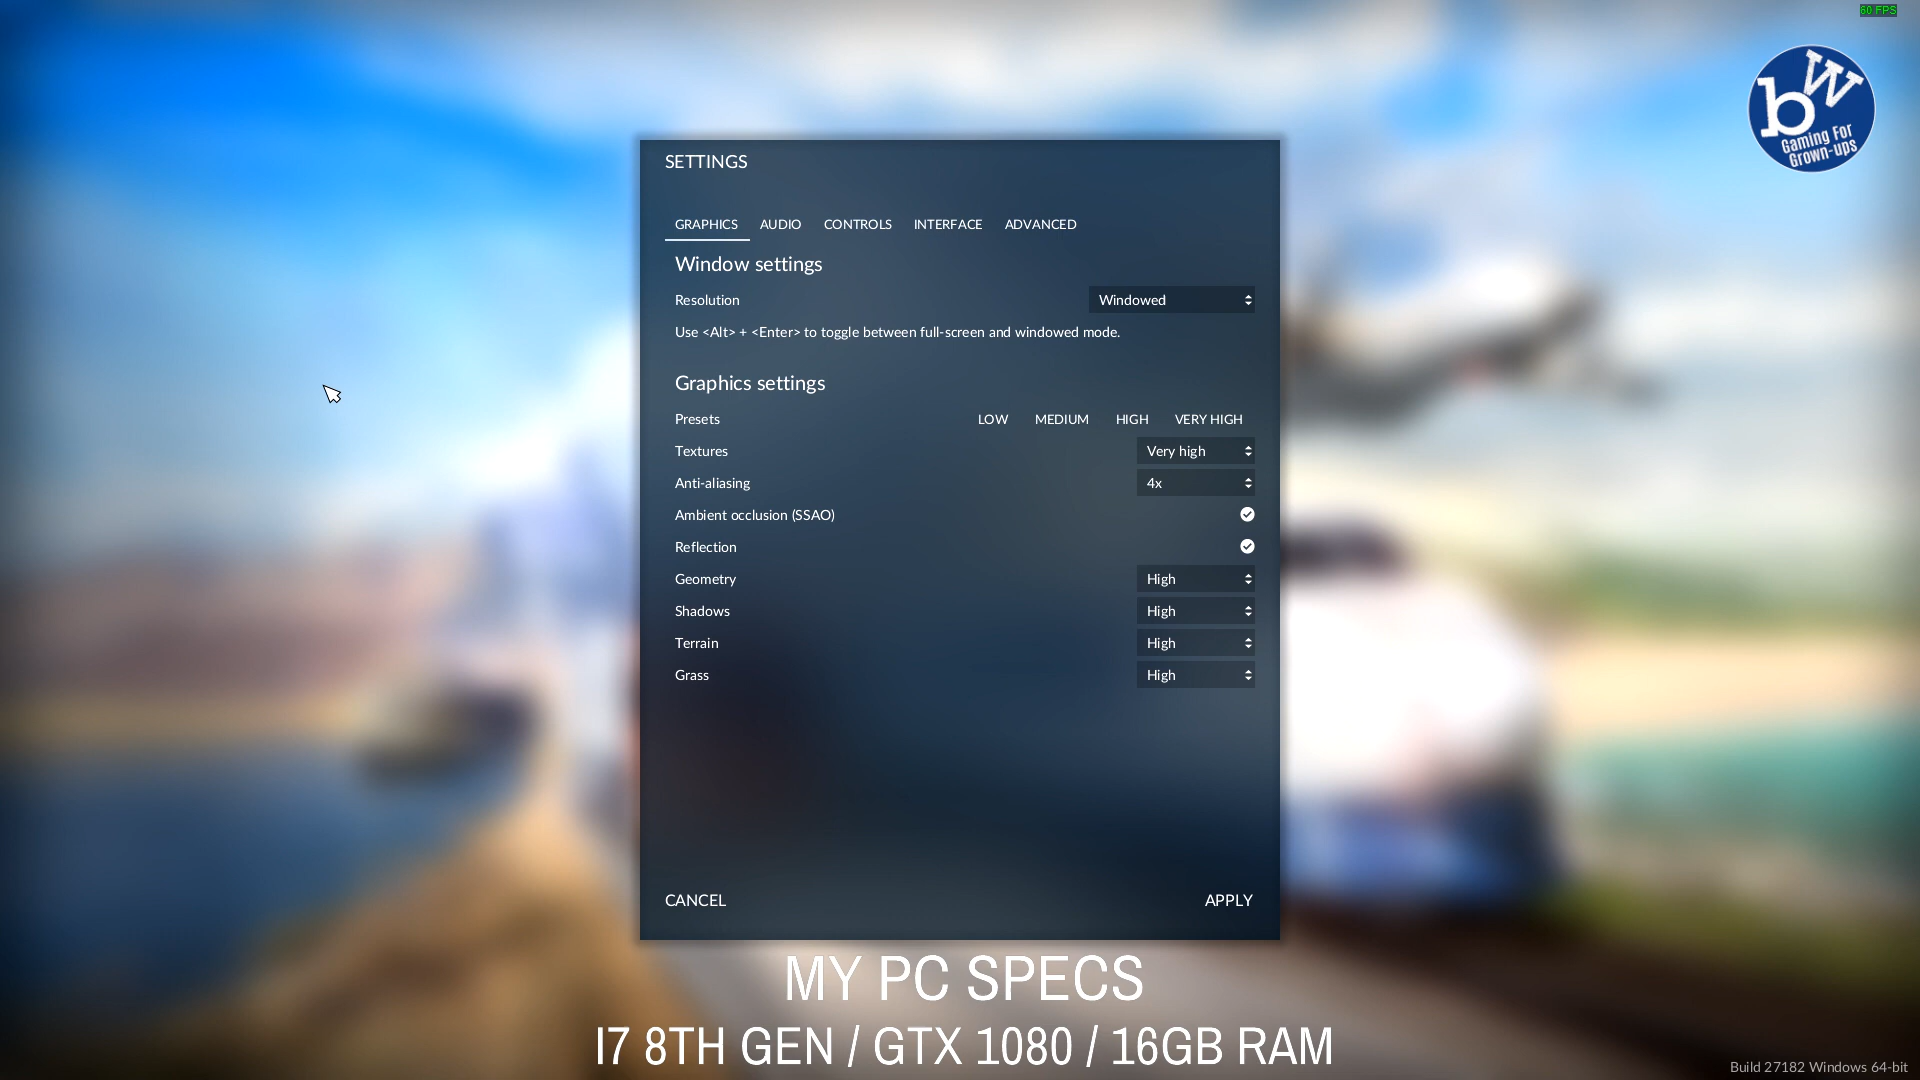 60 FPS
bw
Gaming For
Grown-ups
SETTINGS
GRAPHICS AUDIO CONTROLS INTERFACE ADVANCED
Window settings
Resolution Windowed
Use <Alt> + <Enter> to toggle between full-screen and windowed mode.
Graphics settings
Presets LOW MEDIUM HIGH VERY HIGH
Textures Very high
Anti-aliasing 4x
Ambient occlusion (SSAO)
Reflection
Geometry High
Shadows High
Terrain High
Grass High
CANCEL APPLY
MY PC SPECS
I7 8TH GEN / GTX 1080 / 16GB RAM
Build 27182 Windows 64-bit